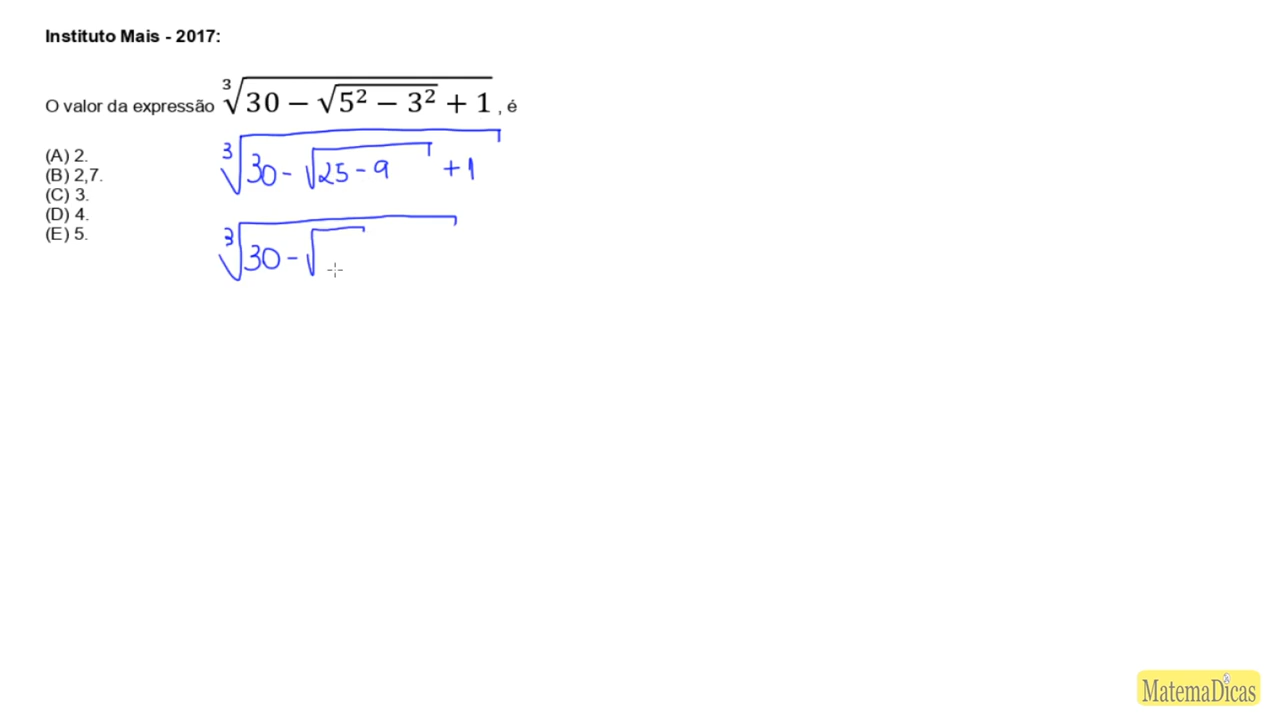 Instituto Mais - 2017:
O valor da expressão ∛(30 − √(5² − 3²) + 1) , é
(A) 2.
(B) 2,7.
(C) 3.
(D) 4.
(E) 5.
∛(30 - √(25 - 9) + 1)
∛(30 - √
MatemaDicas